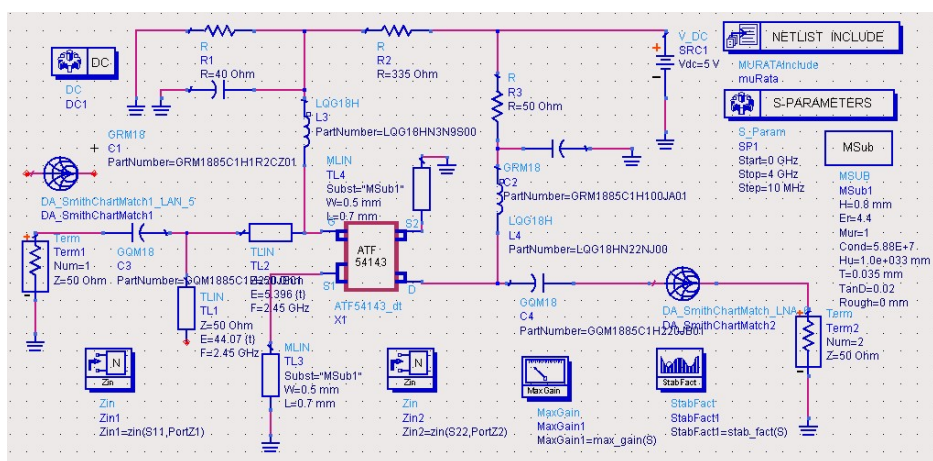 DC
DC
DC1
R
R1
R=40 Ohm
R
R2
R=335 Ohm
V_DC
SRC1
Vdc=5 V
NETLIST INCLUDE
MURATAInclude
muRata
R
R3
R=50 Ohm
S-PARAMETERS
S_Param
SP1
Start=0 GHz
Stop=4 GHz
Step=10 MHz
MSub
MSUB
MSub1
H=0.8 mm
Er=4.4
Mur=1
Cond=5.88E+7
Hu=1.0e+033 mm
T=0.035 mm
TanD=0.02
Rough=0 mm
GRM18
C1
PartNumber=GRM1885C1H1R2CZ01
LQG18H
L3
PartNumber=LQG18HN3N9S00
MLIN
TL4
Subst="MSub1"
W=0.5 mm
L=0.7 mm
GRM18
C2
PartNumber=GRM1885C1H100JA01
LQG18H
L4
PartNumber=LQG18HN22NJ00
DA_SmithChartMatch1_LAN_5
DA_SmithChartMatch1
Term
Term1
Num=1
Z=50 Ohm
GQM18
C3
TLIN
TL2
E=5.396 {t}
F=2.45 GHz
TLIN
TL1
Z=50 Ohm
E=44.07 {t}
F=2.45 GHz
G
S2
S1
D
ATF
54143
ATF54143_dt
X1
MLIN
TL3
Subst="MSub1"
W=0.5 mm
L=0.7 mm
GQM18
C4
PartNumber=GQM1885C1H220JB01
DA_SmithChartMatch2
Term
Term2
Num=2
Z=50 Ohm
N
Zin
Zin
Zin1
Zin1=zin(S11,PortZ1)
N
Zin
Zin
Zin2
Zin2=zin(S22,PortZ2)
MaxGain
MaxGain
MaxGain1
MaxGain1=max_gain(S)
StabFact
StabFact
StabFact1
StabFact1=stab_fact(S)